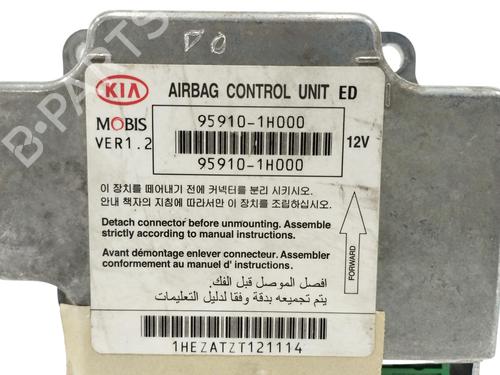 DO
KIA AIRBAG CONTROL UNIT ED
MOBIS 95910-1H000
VER1.2 12V
95910-1H000
이 장치를 떼어내기 전에 커넥터를 분리 시키시오.
안내 책자의 지침에 따라서만 이 장치를 조립하십시오.
Detach connector before unmounting. Assemble
strictly according to manual instructions.
Avant démontage enlever connecteur. Assembler
conformement au manuel d' instructions.
افصل الموصل قبل الفك.
يتم تجميعه بدقة وفقا لدليل التعليمات
FORWARD
1HEZATZT121114
B-PARTS